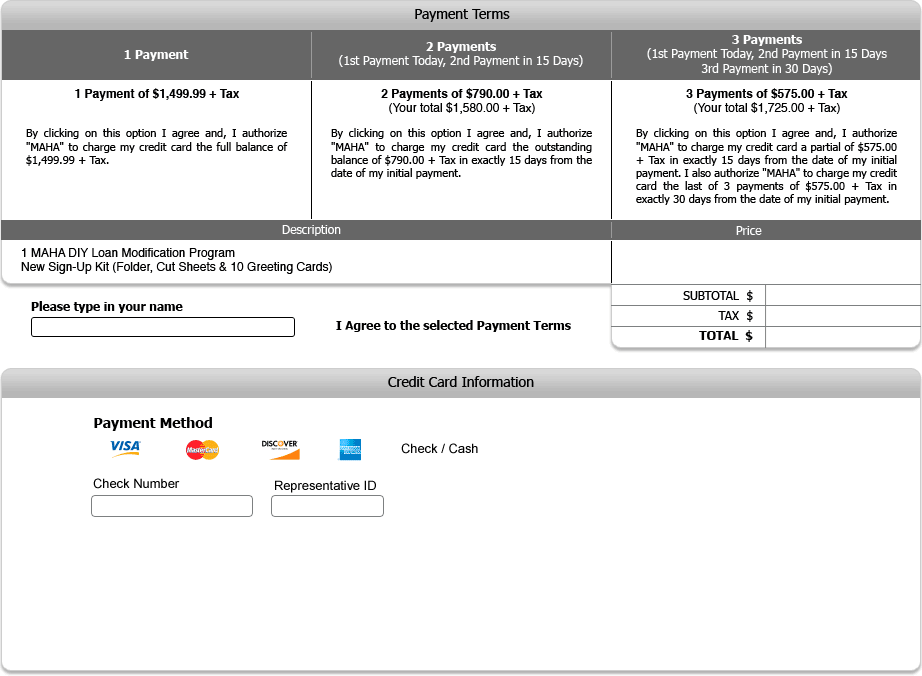 Payment Terms
1 Payment
2 Payments
(1st Payment Today, 2nd Payment in 15 Days)
3 Payments
(1st Payment Today, 2nd Payment in 15 Days
3rd Payment in 30 Days)
1 Payment of $1,499.99 + Tax
By clicking on this option I agree and, I authorize
"MAHA" to charge my credit card the full balance of
$1,499.99 + Tax.
2 Payments of $790.00 + Tax
(Your total $1,580.00 + Tax)
By clicking on this option I agree and, I authorize
"MAHA" to charge my credit card the outstanding
balance of $790.00 + Tax in exactly 15 days from the
date of my initial payment.
3 Payments of $575.00 + Tax
(Your total $1,725.00 + Tax)
By clicking on this option I agree and, I authorize
"MAHA" to charge my credit card a partial of $575.00
+ Tax in exactly 15 days from the date of my initial
payment. I also authorize "MAHA" to charge my credit
card the last of 3 payments of $575.00 + Tax in
exactly 30 days from the date of my initial payment.
Description
Price
1 MAHA DIY Loan Modification Program
New Sign-Up Kit (Folder, Cut Sheets & 10 Greeting Cards)
SUBTOTAL $
TAX $
TOTAL $
Please type in your name
I Agree to the selected Payment Terms
Credit Card Information
Payment Method
VISA
MasterCard
DISCOVER
Check / Cash
Check Number
Representative ID